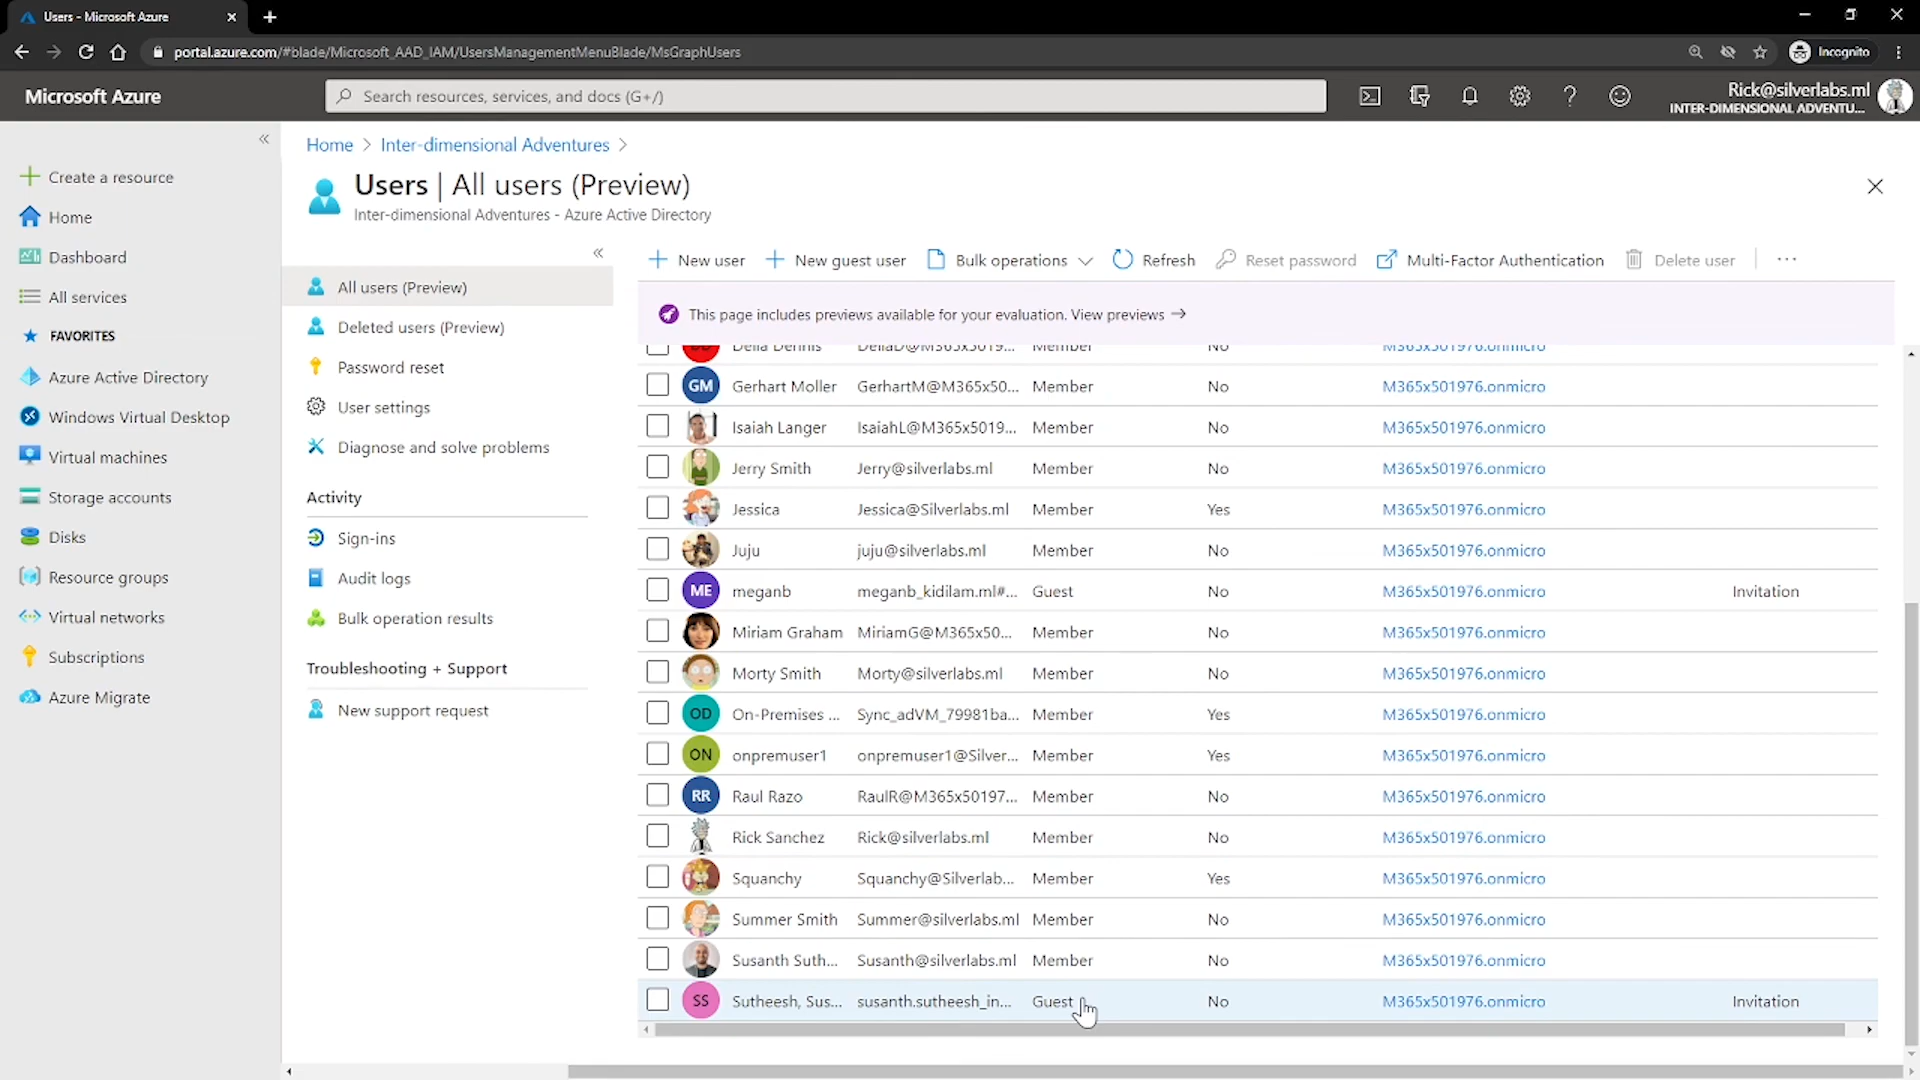 Users - Microsoft Azure
portal.azure.com/#blade/Microsoft_AAD_IAM/UsersManagementMenuBlade/MsGraphUsers
Incognito
Microsoft Azure
Search resources, services, and docs (G+/)
Rick@silverlabs.ml
INTER-DIMENSIONAL ADVENTU...
Create a resource
Home
Dashboard
All services
FAVORITES
Azure Active Directory
Windows Virtual Desktop
Virtual machines
Storage accounts
Disks
Resource groups
Virtual networks
Subscriptions
Azure Migrate
Home > Inter-dimensional Adventures >
Users | All users (Preview)
Inter-dimensional Adventures - Azure Active Directory
All users (Preview)
Deleted users (Preview)
Password reset
User settings
Diagnose and solve problems
Activity
Sign-ins
Audit logs
Bulk operation results
Troubleshooting + Support
New support request
New user New guest user Bulk operations Refresh Reset password Multi-Factor Authentication Delete user ...
This page includes previews available for your evaluation. View previews →
DD Delia Dennis DeliaD@M365x5019... Member No M365x501976.onmicro
GM Gerhart Moller GerhartM@M365x50... Member No M365x501976.onmicro
Isaiah Langer IsaiahL@M365x5019... Member No M365x501976.onmicro
Jerry Smith Jerry@silverlabs.ml Member No M365x501976.onmicro
Jessica Jessica@Silverlabs.ml Member Yes M365x501976.onmicro
Juju juju@silverlabs.ml Member No M365x501976.onmicro
ME meganb meganb_kidilam.ml#... Guest No M365x501976.onmicro Invitation
Miriam Graham MiriamG@M365x50... Member No M365x501976.onmicro
Morty Smith Morty@silverlabs.ml Member No M365x501976.onmicro
OD On-Premises ... Sync_adVM_79981ba... Member Yes M365x501976.onmicro
ON onpremuser1 onpremuser1@Silver... Member Yes M365x501976.onmicro
RR Raul Razo RaulR@M365x50197... Member No M365x501976.onmicro
Rick Sanchez Rick@silverlabs.ml Member No M365x501976.onmicro
Squanchy Squanchy@Silverlab... Member Yes M365x501976.onmicro
Summer Smith Summer@silverlabs.ml Member No M365x501976.onmicro
Susanth Suth... Susanth@silverlabs.ml Member No M365x501976.onmicro
SS Sutheesh, Sus... susanth.sutheesh_in... Guest No M365x501976.onmicro Invitation